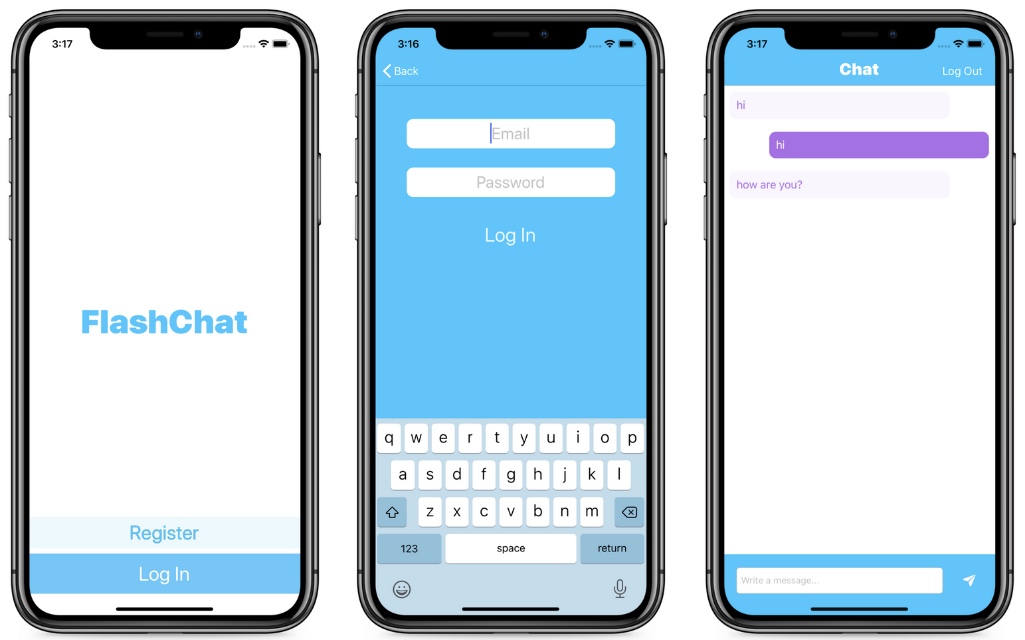 3:17
FlashChat
Register
Log In
3:16
Back
Email
Password
Log In
q w e r t y u i o p
a s d f g h j k l
z x c v b n m
123 space return
3:17
Chat Log Out
hi
hi
how are you?
Write a message...